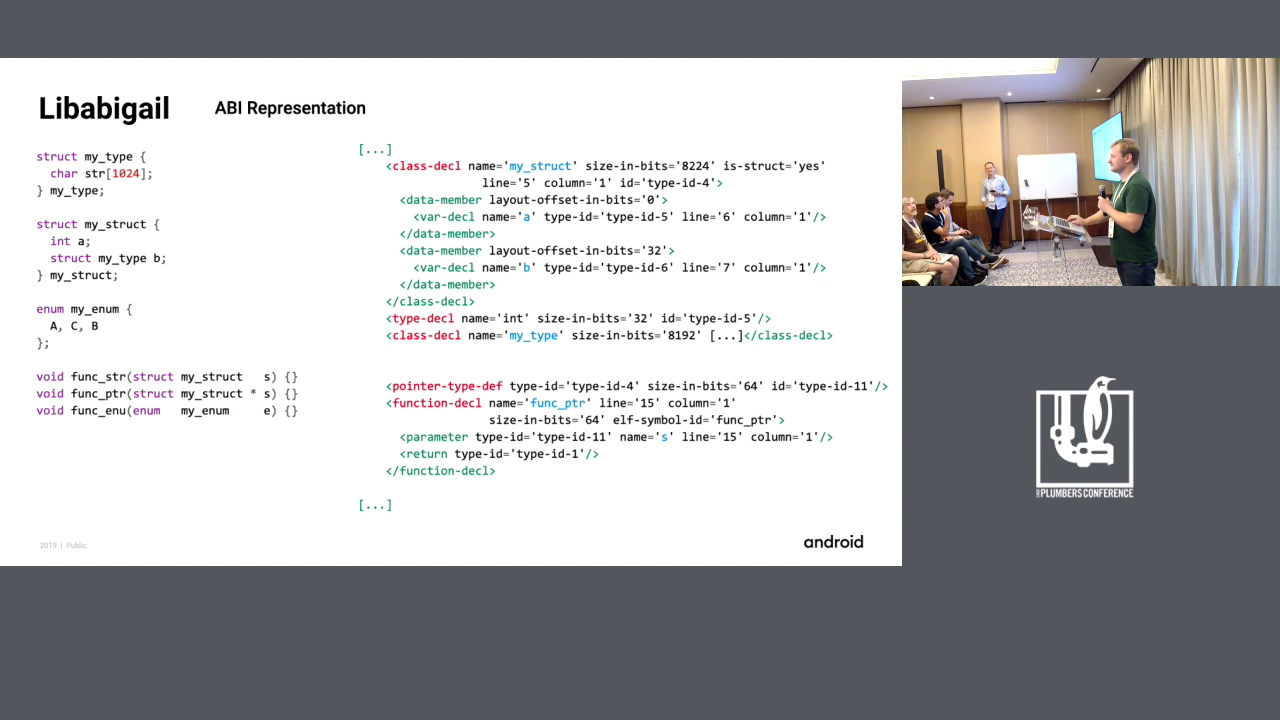 Libabigail
ABI Representation
struct my_type {
  char str[1024];
} my_type;
struct my_struct {
  int a;
  struct my_type b;
} my_struct;
enum my_enum {
  A, C, B
};
void func_str(struct my_struct   s) {}
void func_ptr(struct my_struct * s) {}
void func_enu(enum   my_enum     e) {}
[...]
    <class-decl name='my_struct' size-in-bits='8224' is-struct='yes'
                  line='5' column='1' id='type-id-4'>
      <data-member layout-offset-in-bits='0'>
        <var-decl name='a' type-id='type-id-5' line='6' column='1'/>
      </data-member>
      <data-member layout-offset-in-bits='32'>
        <var-decl name='b' type-id='type-id-6' line='7' column='1'/>
      </data-member>
    </class-decl>
    <type-decl name='int' size-in-bits='32' id='type-id-5'/>
    <class-decl name='my_type' size-in-bits='8192' [...]</class-decl>
    <pointer-type-def type-id='type-id-4' size-in-bits='64' id='type-id-11'/>
    <function-decl name='func_ptr' line='15' column='1'
                   size-in-bits='64' elf-symbol-id='func_ptr'>
      <parameter type-id='type-id-11' name='s' line='15' column='1'/>
      <return type-id='type-id-1'/>
    </function-decl>
[...]
2019 | Public
android
PLUMBERS CONFERENCE